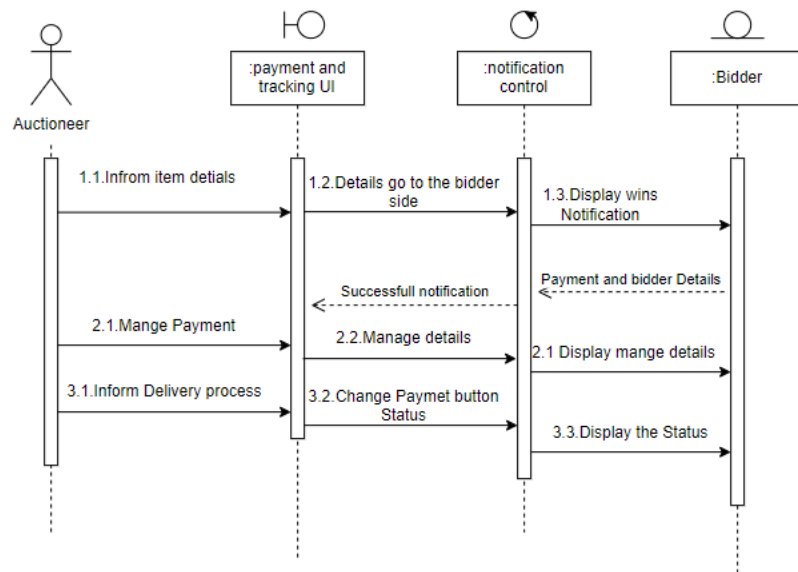 :payment and
tracking UI
:notification
control
:Bidder
Auctioneer
1.1.Infrom item detials
1.2.Details go to the bidder
side
1.3.Display wins
Notification
Payment and bidder Details
Successfull notification
2.1.Mange Payment
2.2.Manage details
2.1 Display mange details
3.1.Inform Delivery process
3.2.Change Paymet button
Status
3.3.Display the Status